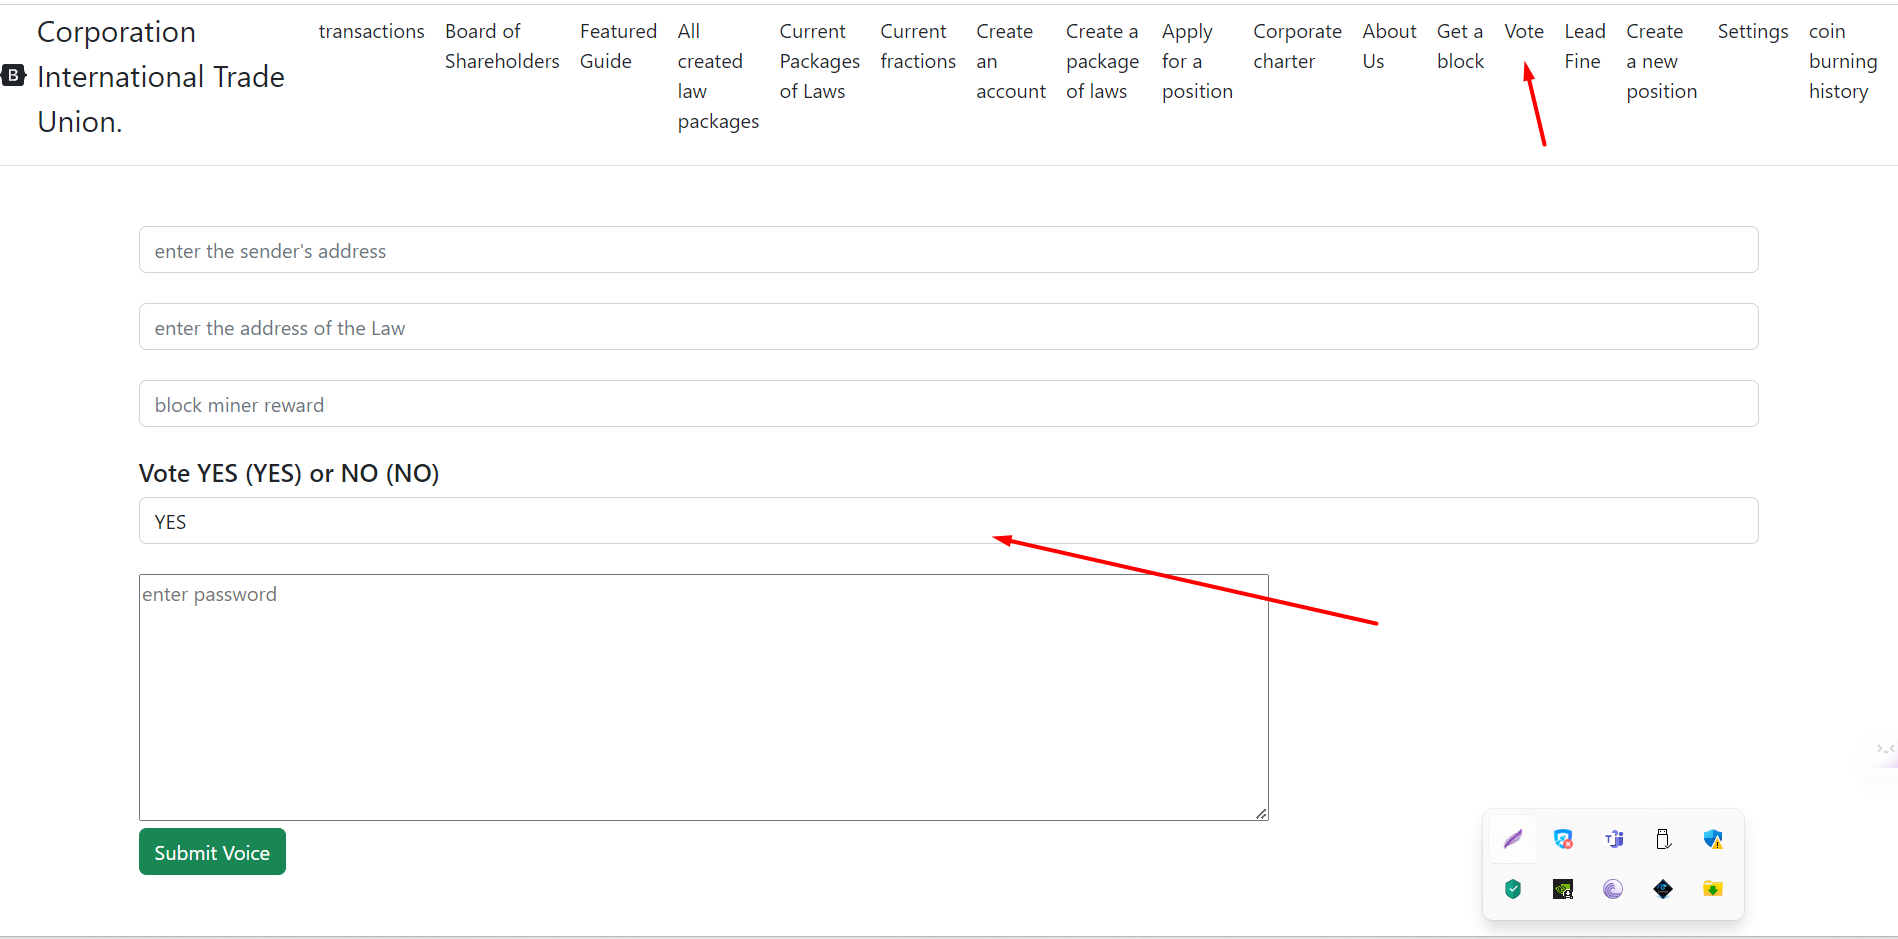 B
Corporation
International Trade
Union.
transactions
Board of
Shareholders
Featured
Guide
All
created
law
packages
Current
Packages
of Laws
Current
fractions
Create
an
account
Create a
package
of laws
Apply
for a
position
Corporate
charter
About
Us
Get a
block
Vote
Lead
Fine
Create
a new
position
Settings
coin
burning
history
enter the sender's address
enter the address of the Law
block miner reward
Vote YES (YES) or NO (NO)
YES
enter password
Submit Voice